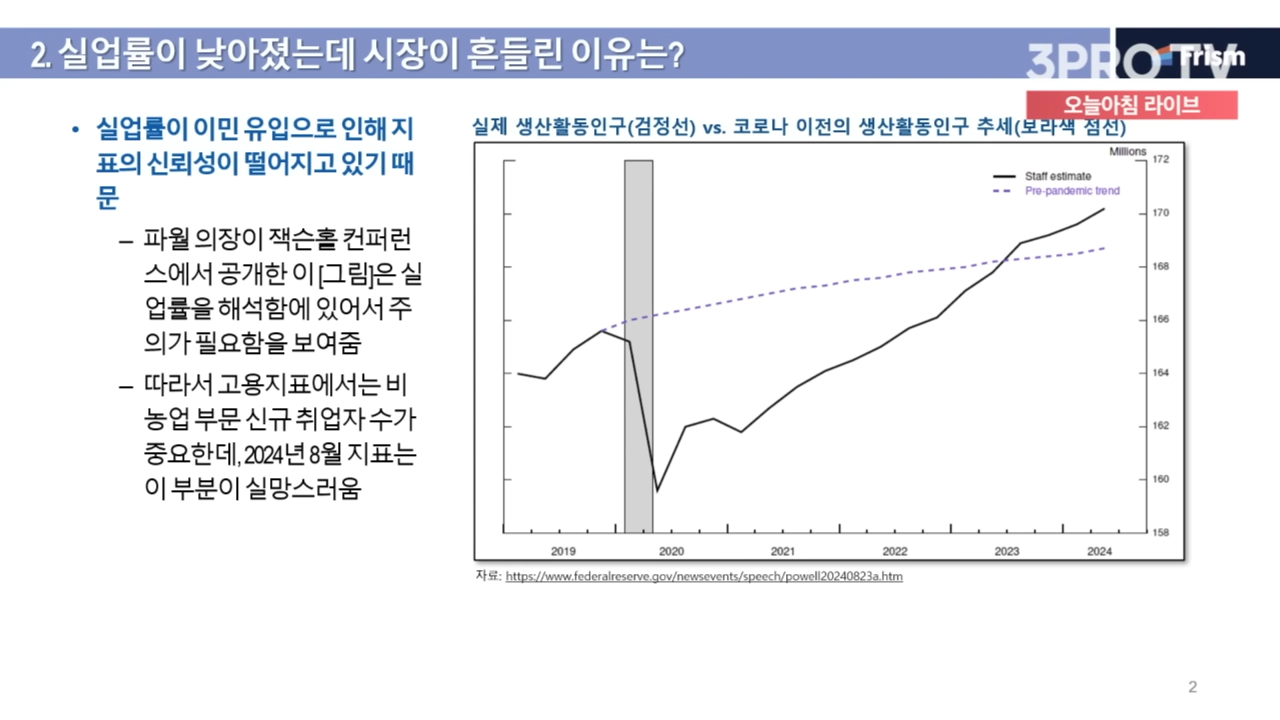 2. 실업률이 낮아졌는데 시장이 흔들린 이유는?
3PRO TV
Frism
오늘아침 라이브
• 실업률이 이민 유입으로 인해 지
표의 신뢰성이 떨어지고 있기 때
문
– 파월 의장이 잭슨홀 컨퍼런
스에서 공개한 이 [그림]은 실
업률을 해석함에 있어서 주
의가 필요함을 보여줌
– 따라서 고용지표에서는 비
농업 부문 신규 취업자 수가
중요한데, 2024년 8월 지표는
이 부분이 실망스러움
실제 생산활동인구(검정선) vs. 코로나 이전의 생산활동인구 추세(보라색 점선)
Millions
Staff estimate
Pre-pandemic trend
172
170
168
166
164
162
160
158
2019 2020 2021 2022 2023 2024
자료: https://www.federalreserve.gov/newsevents/speech/powell20240823a.htm
2